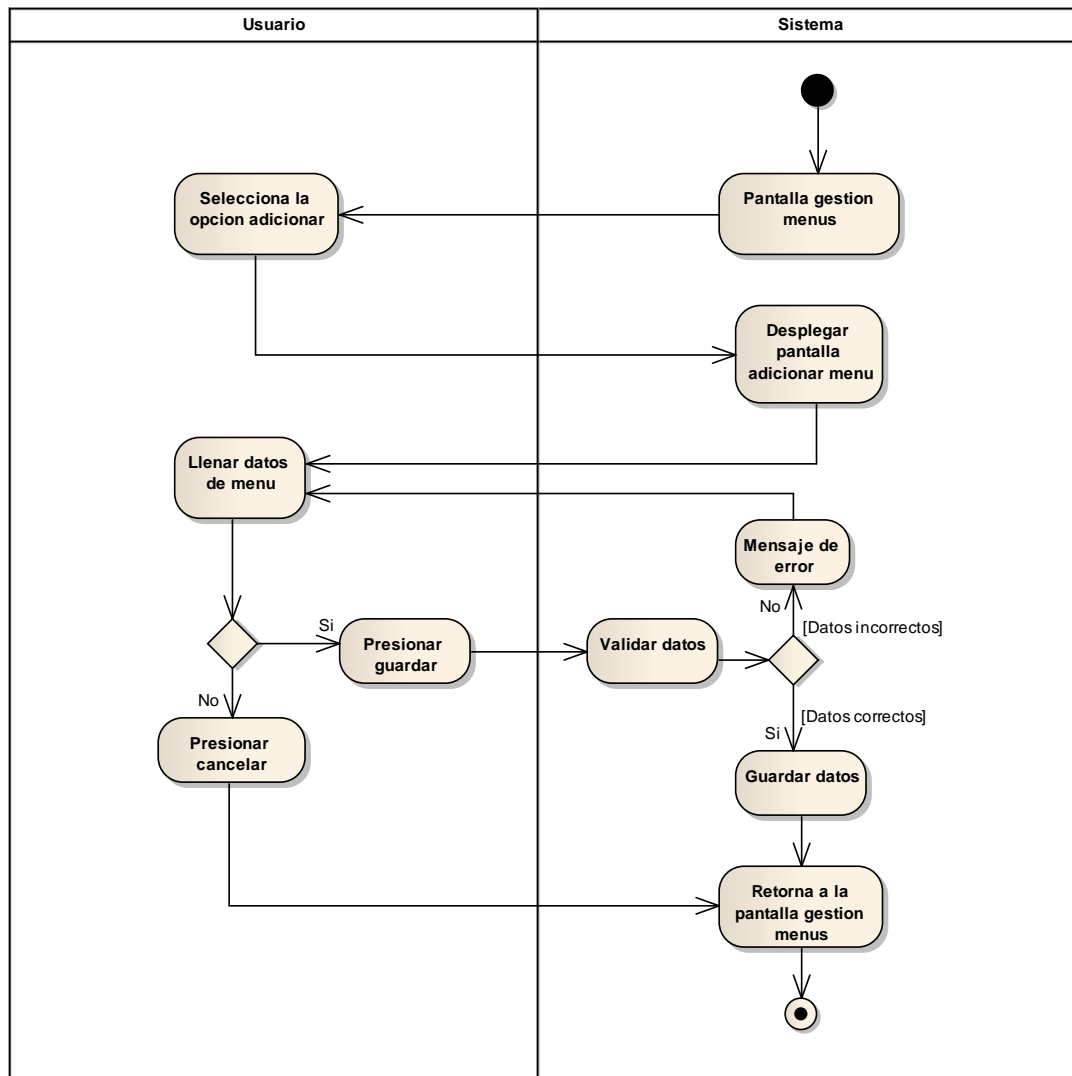 Usuario
Sistema
Pantalla gestion
menus
Selecciona la
opcion adicionar
Desplegar
pantalla
adicionar menu
Llenar datos
de menu
Mensaje de
error
No
[Datos incorrectos]
Si
Presionar
guardar
Validar datos
No
[Datos correctos]
Si
Presionar
cancelar
Guardar datos
Retorna a la
pantalla gestion
menus